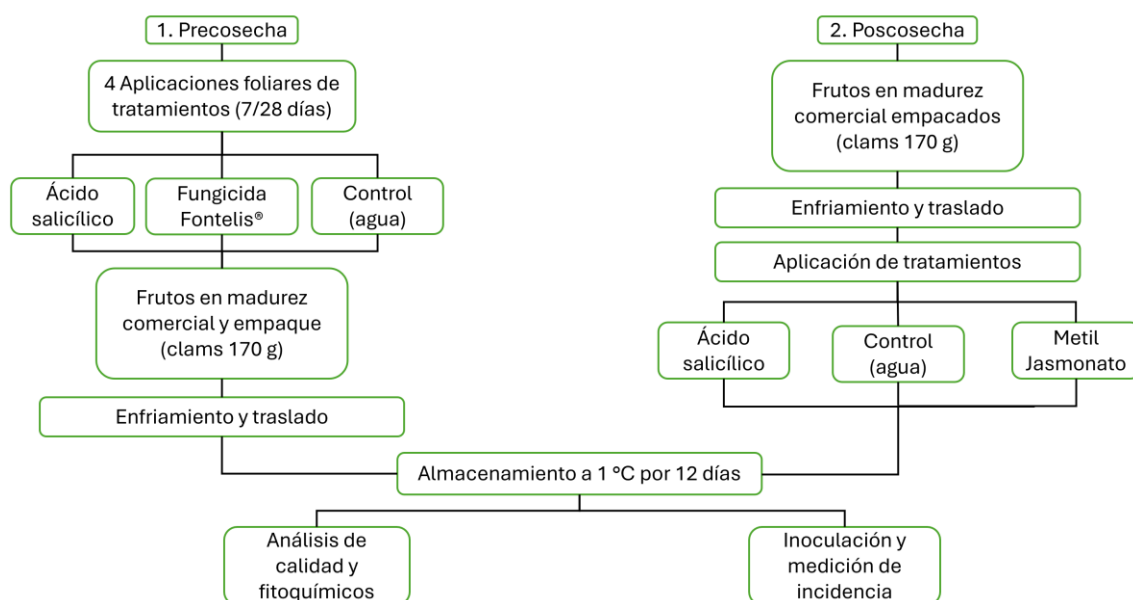 1. Precosecha
4 Aplicaciones foliares de
tratamientos (7/28 días)
Ácido
salicílico
Fungicida
Fontelis®
Control
(agua)
Frutos en madurez
comercial y empaque
(clams 170 g)
Enfriamiento y traslado
2. Poscosecha
Frutos en madurez
comercial empacados
(clams 170 g)
Enfriamiento y traslado
Aplicación de tratamientos
Ácido
salicílico
Control
(agua)
Metil
Jasmonato
Almacenamiento a 1 °C por 12 días
Análisis de
calidad y
fitoquímicos
Inoculación y
medición de
incidencia